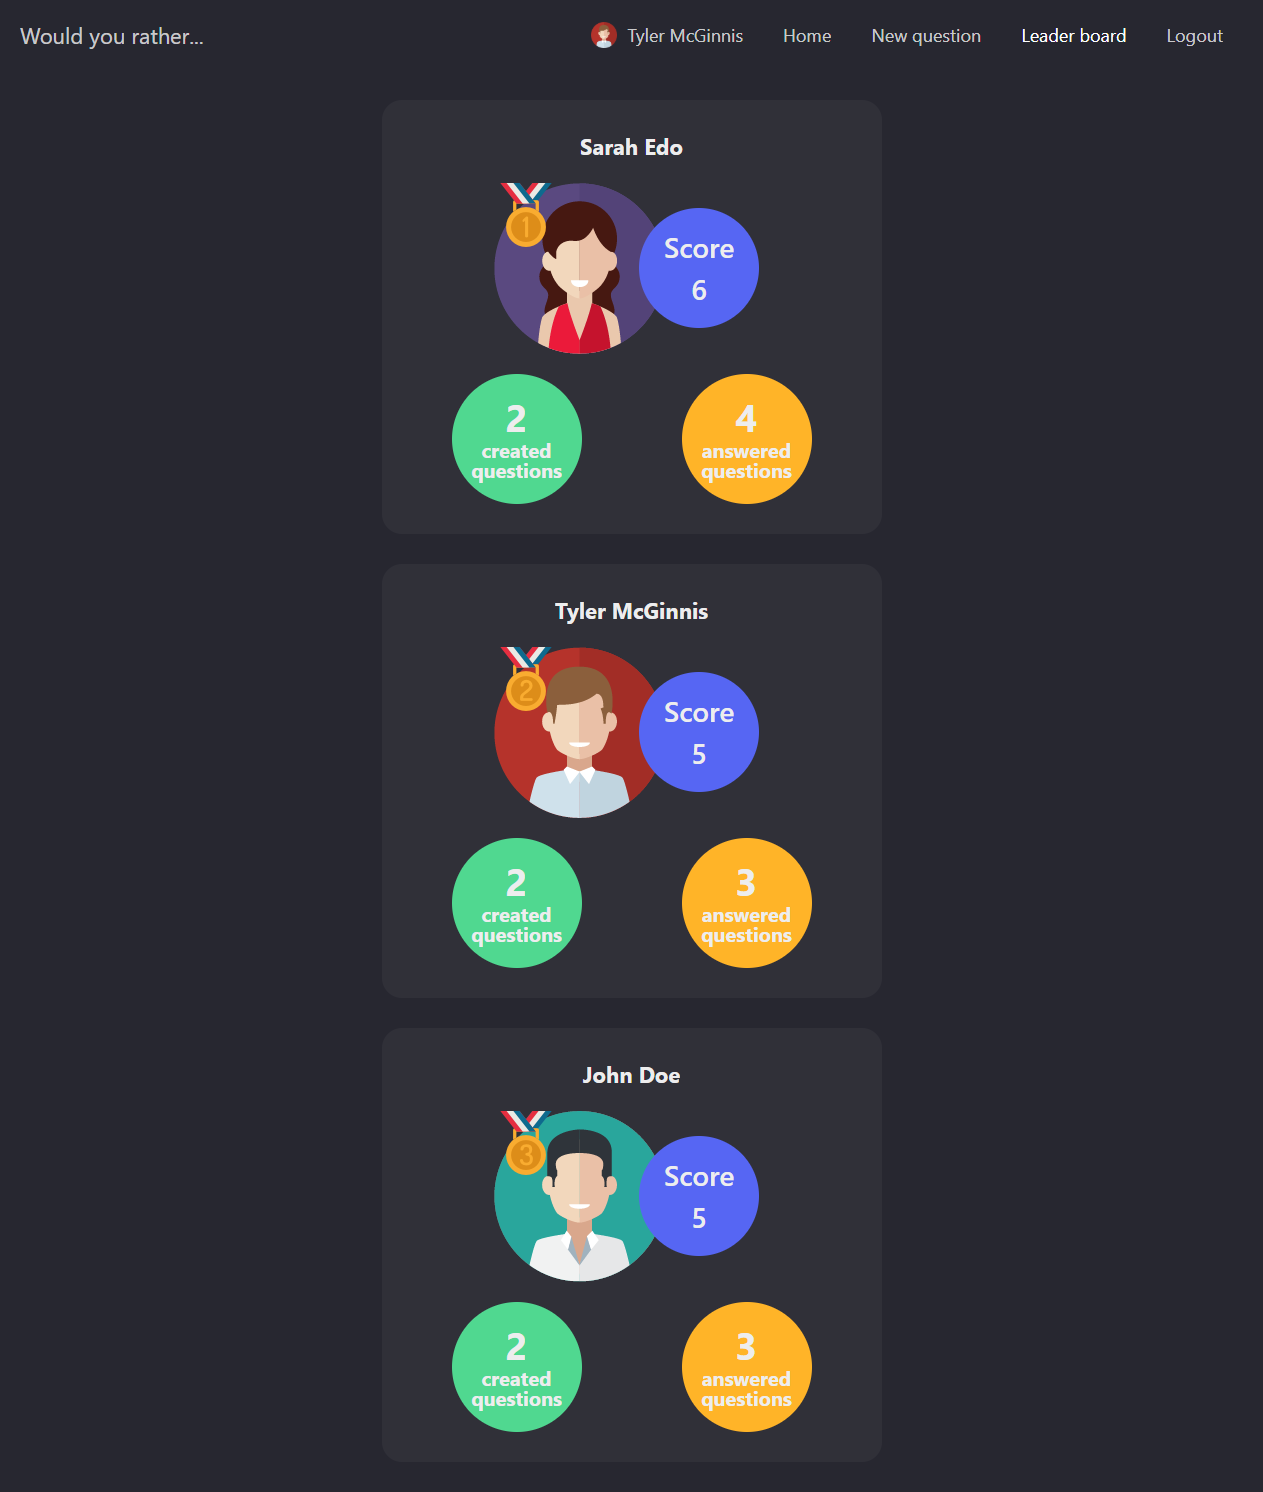 Would you rather...
Tyler McGinnis
Home
New question
Leader board
Logout
Sarah Edo
1
Score
6
2
created
questions
4
answered
questions
Tyler McGinnis
2
Score
5
2
created
questions
3
answered
questions
John Doe
3
Score
5
2
created
questions
3
answered
questions